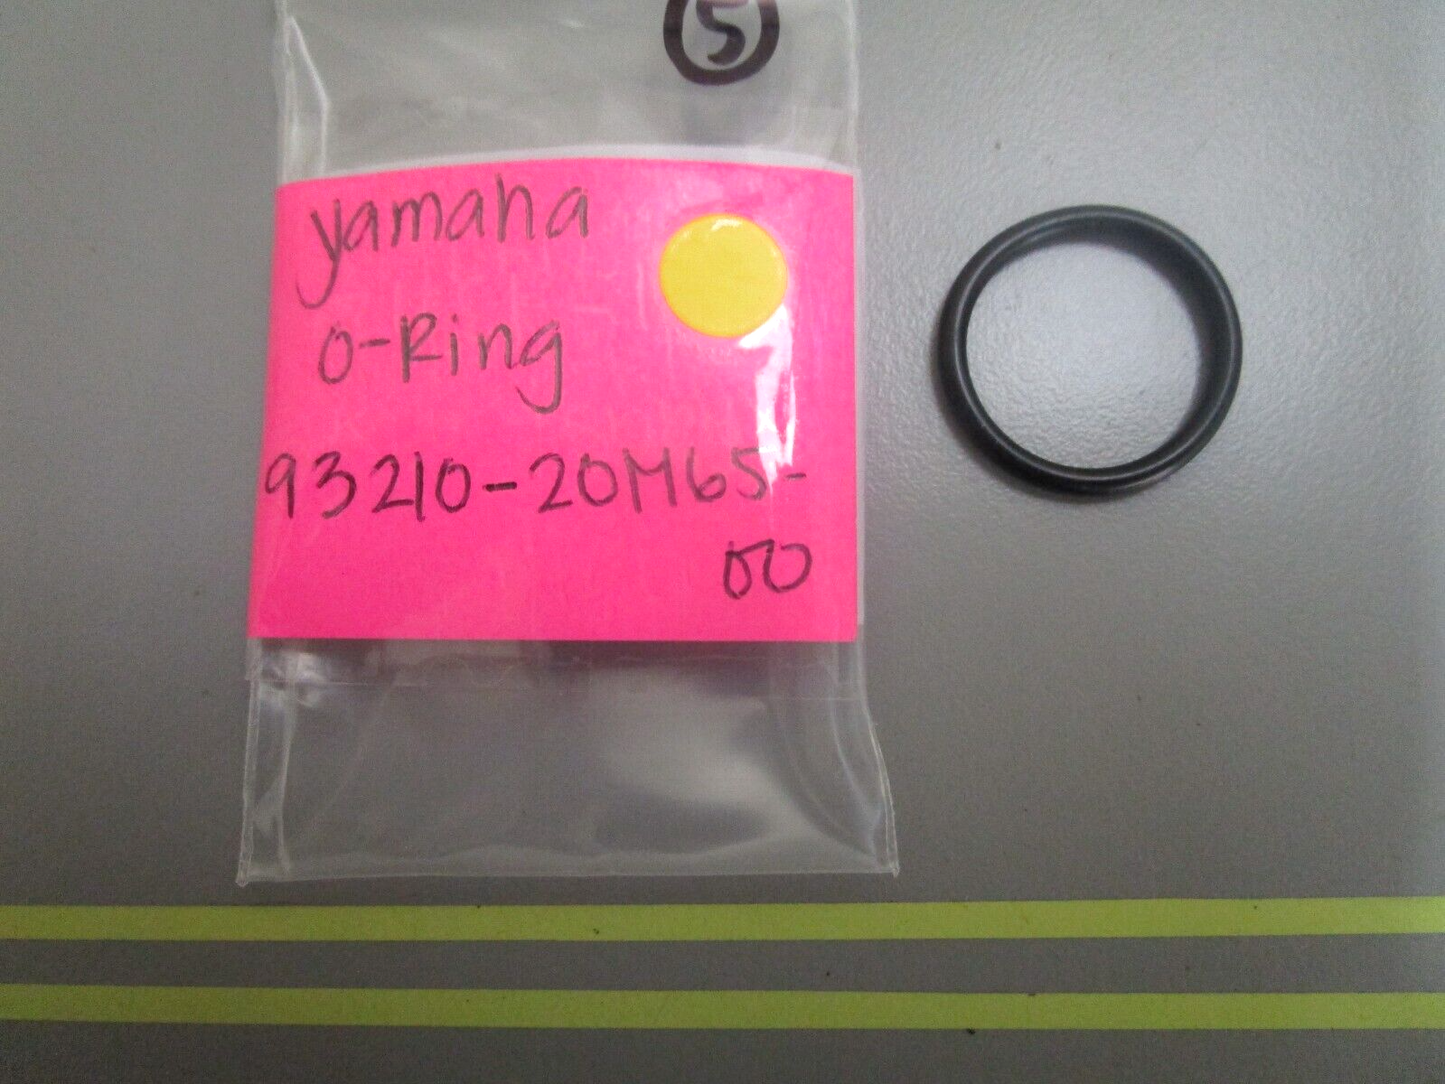 5
yamaha
O-Ring
93210-20M65-
00